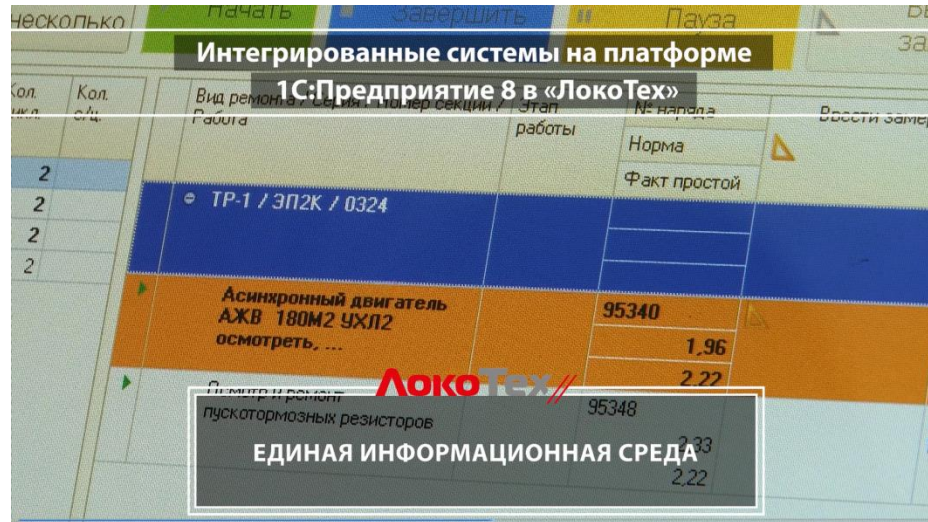 несколько
Начать
Завершить
Пауза
Интегрированные системы на платформе
1С:Предприятие 8 в «ЛокоТех»
Кол.
Кол.
Вид ремонта / Серия / Номер секции /
Работа
Этап
работы
№ наряда
Норма
Факт простой
Ввести
2
2
2
2
ТР-1 / ЭП2К / 0324
Асинхронный двигатель
АЖВ 180М2 УХЛ2
осмотреть, ...
95340
1,96
2,22
ЛокоТех
Осмотр и ремонт
пускотормозных резисторов
95348
2,33
2,22
ЕДИНАЯ ИНФОРМАЦИОННАЯ СРЕДА